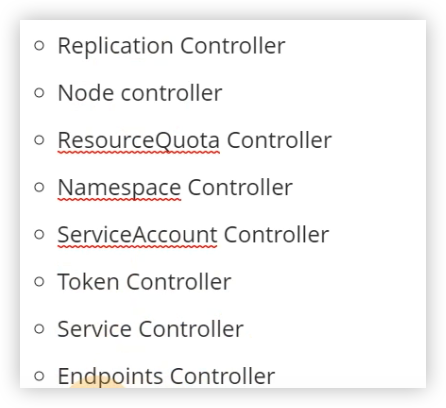 Replication Controller
Node controller
ResourceQuota Controller
Namespace Controller
ServiceAccount Controller
Token Controller
Service Controller
Endpoints Controller